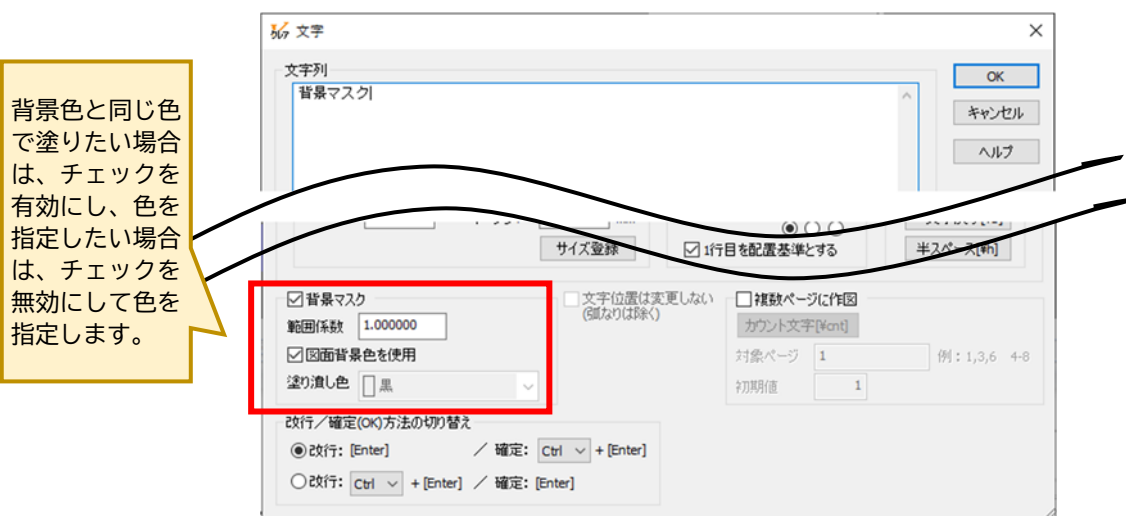 文字
文字列
背景マスク
OK
キャンセル
ヘルプ
背景色と同じ色
で塗りたい場合
は、チェックを
有効にし、色を
指定したい場合
は、チェックを
無効にして色を
指定します。
サイズ登録
1行目を配置基準とする
半スペース[¥h]
背景マスク
範囲係数 1.000000
図面背景色を使用
塗り潰し色 黒
文字位置は変更しない
(弧なりは除く)
複数ページに作図
カウント文字[¥cnt]
対象ページ 1 例：1,3,6 4-8
初期値 1
改行／確定(OK)方法の切り替え
改行: [Enter] ／ 確定: Ctrl + [Enter]
改行: Ctrl + [Enter] ／ 確定: [Enter]